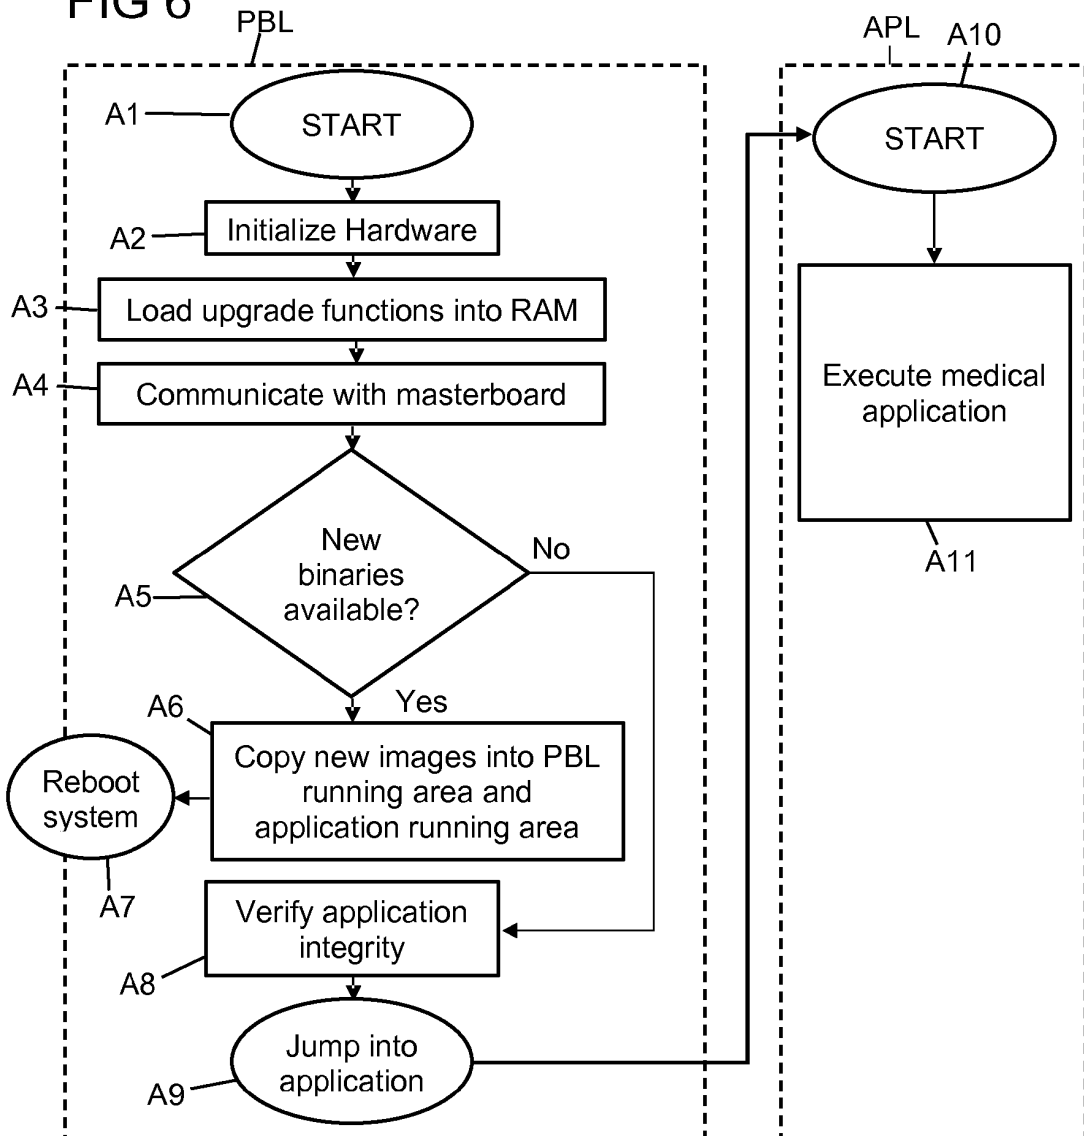 FIG 6
PBL
APL
A10
A1
START
START
A2
Initialize Hardware
A3
Load upgrade functions into RAM
A4
Communicate with masterboard
Execute medical
application
A11
New
binaries
available?
No
A5
Yes
A6
Copy new images into PBL
running area and
application running area
Reboot
system
A7
Verify application
integrity
A8
Jump into
application
A9